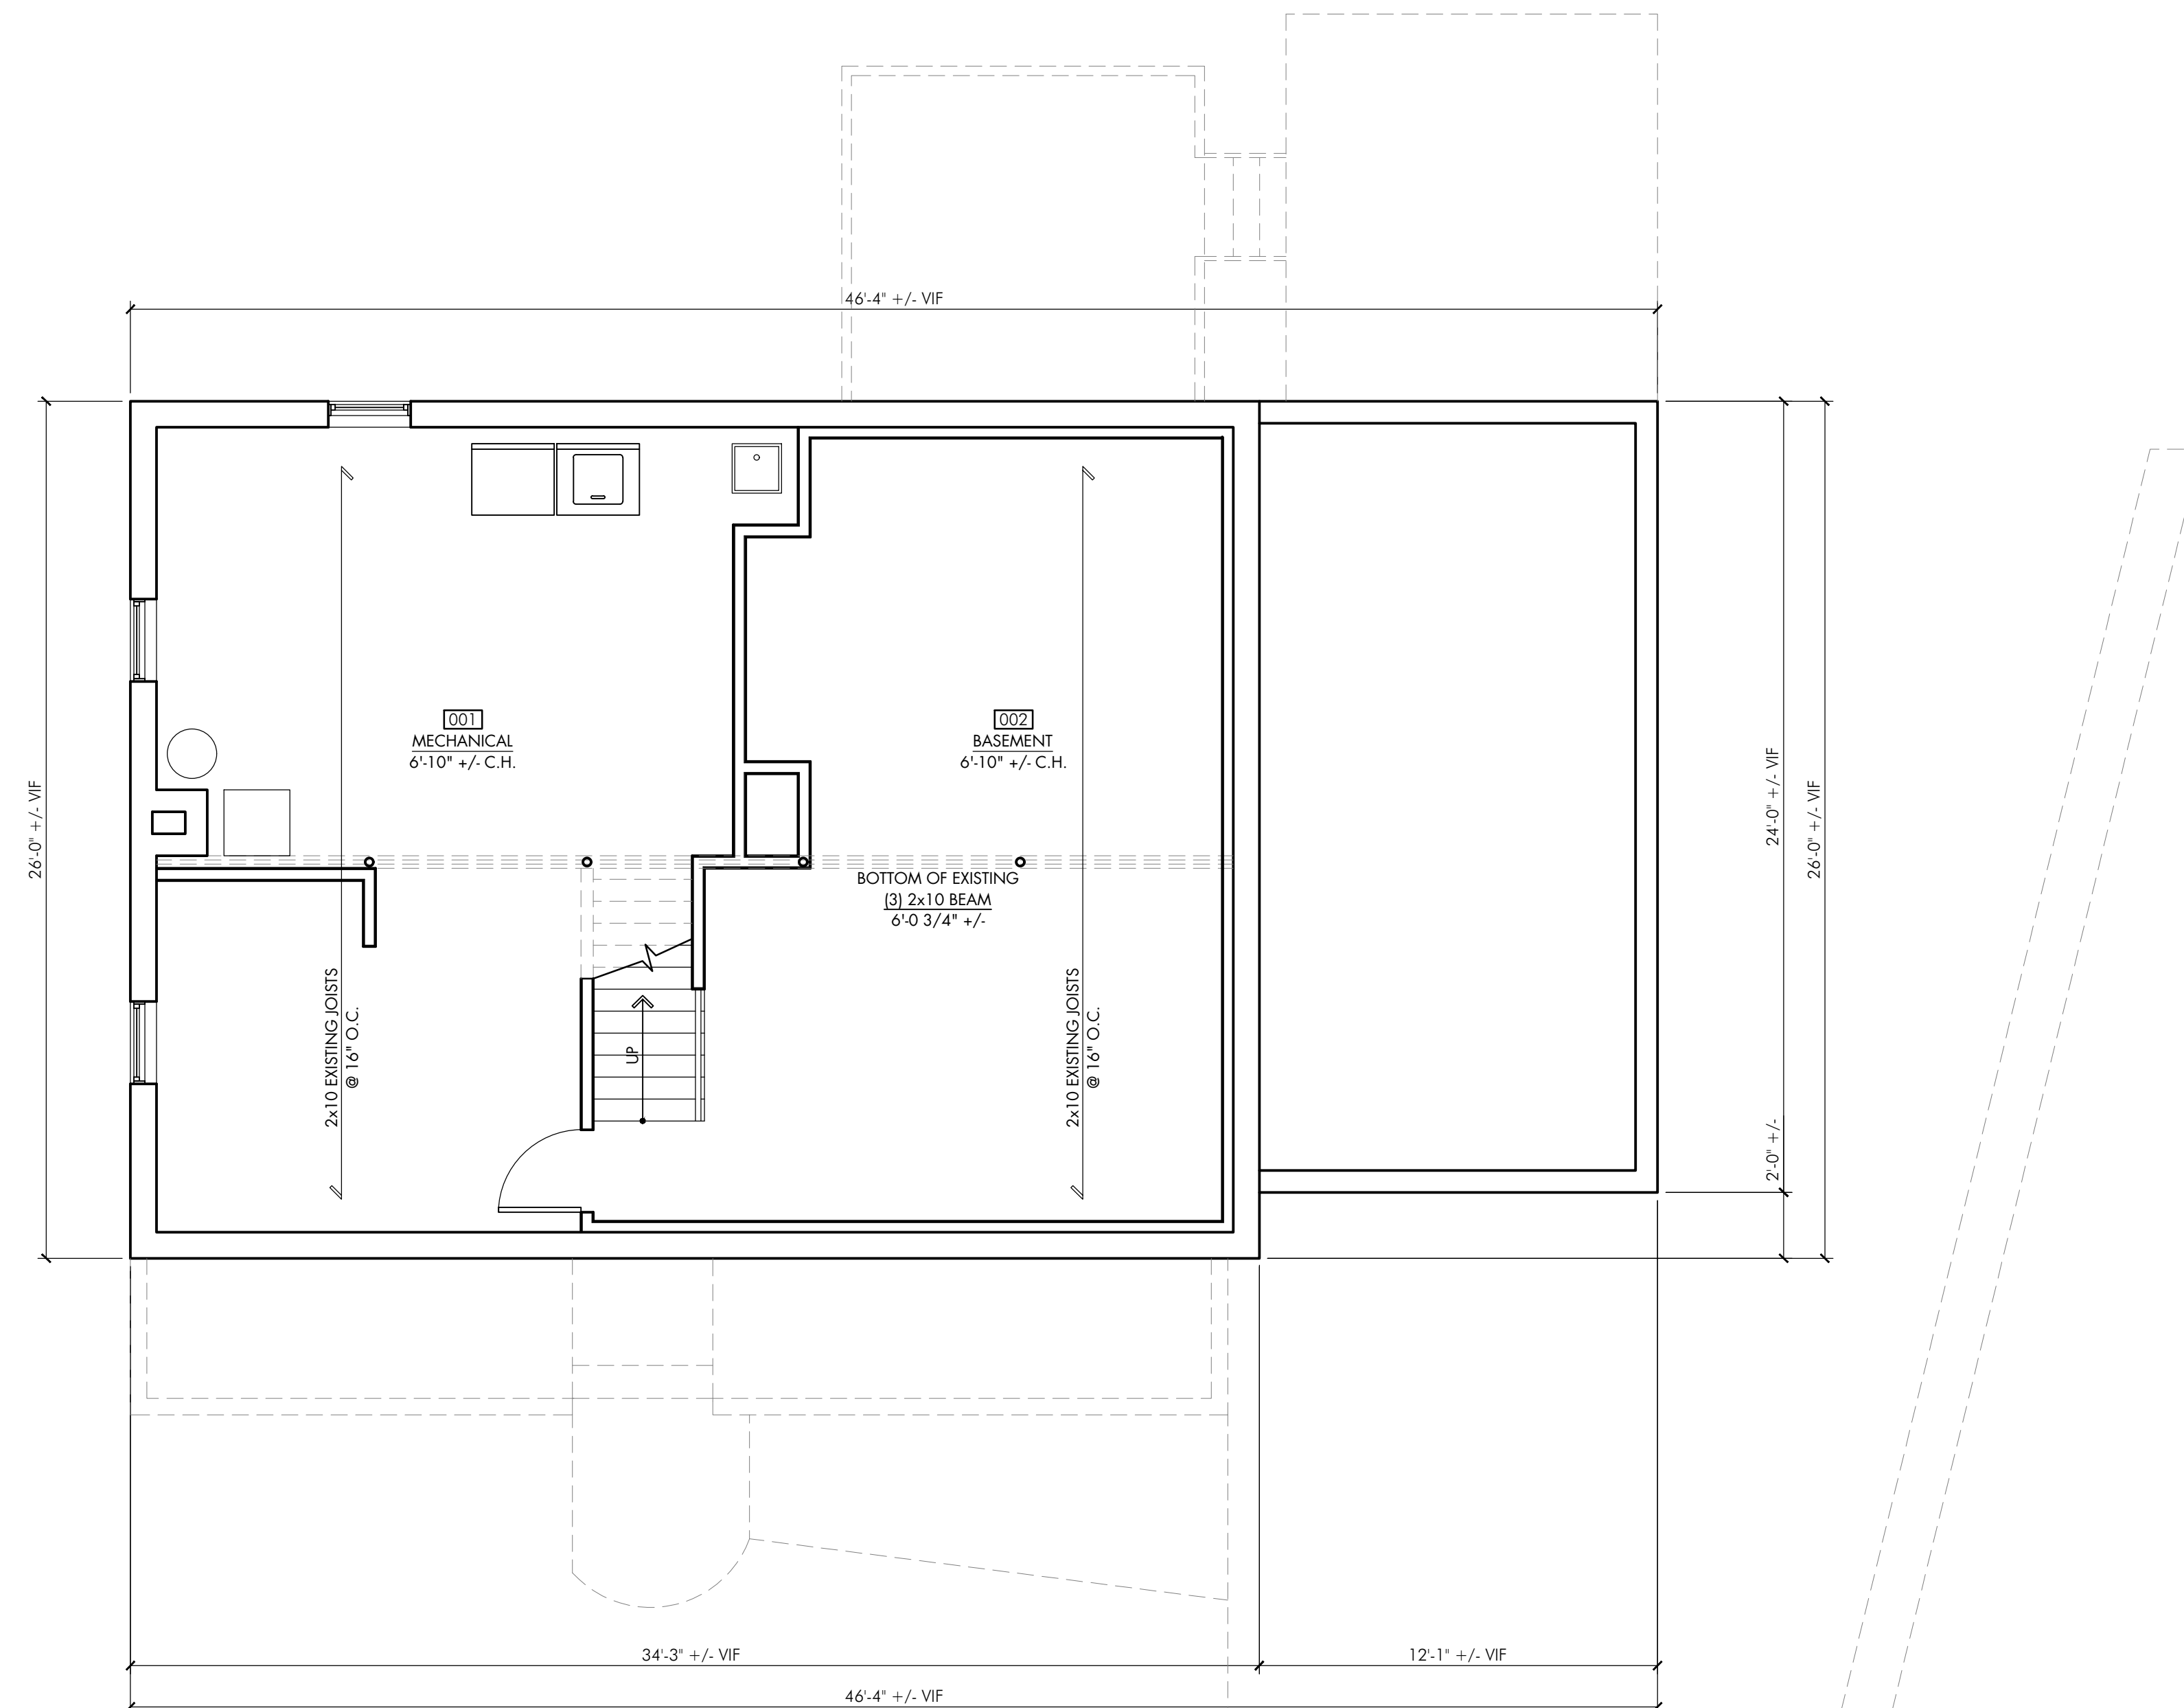 46'-4" +/- VIF
26'-0" +/- VIF
001
MECHANICAL
6'-10" +/- C.H.
002
BASEMENT
6'-10" +/- C.H.
24'-0" +/- VIF
26'-0" +/- VIF
BOTTOM OF EXISTING
(3) 2x10 BEAM
6'-0 3/4" +/-
2x10 EXISTING JOISTS
@ 16" O.C.
UP
2x10 EXISTING JOISTS
@ 16" O.C.
2'-0" +/-
34'-3" +/- VIF
12'-1" +/- VIF
46'-4" +/- VIF